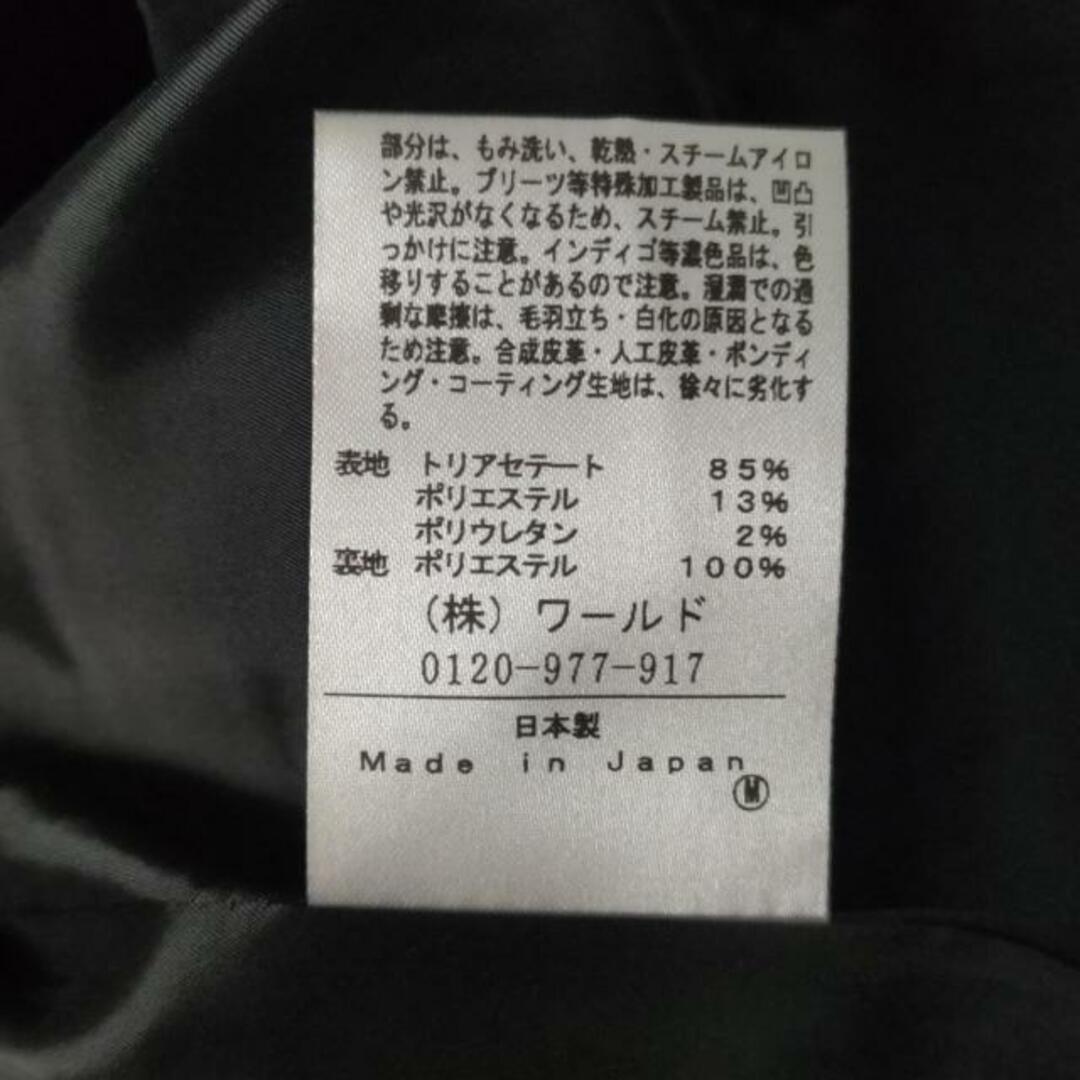 部分は、もみ洗い、乾熱・スチームアイロ
ン禁止。プリーツ等特殊加工製品は、凹凸
や光沢がなくなるため、スチーム禁止。引
っかけに注意。インディゴ等濃色品は、色
移りすることがあるので注意。湿潤での過
剰な摩擦は、毛羽立ち・白化の原因となる
ため注意。合成皮革・人工皮革・ボンディ
ング・コーティング生地は、徐々に劣化す
る。
表地 トリアセテート 85%
ポリエステル 13%
ポリウレタン 2%
裏地 ポリエステル 100%
(株)ワールド
0120-977-917
日本製
Made in Japan
Ⓜ